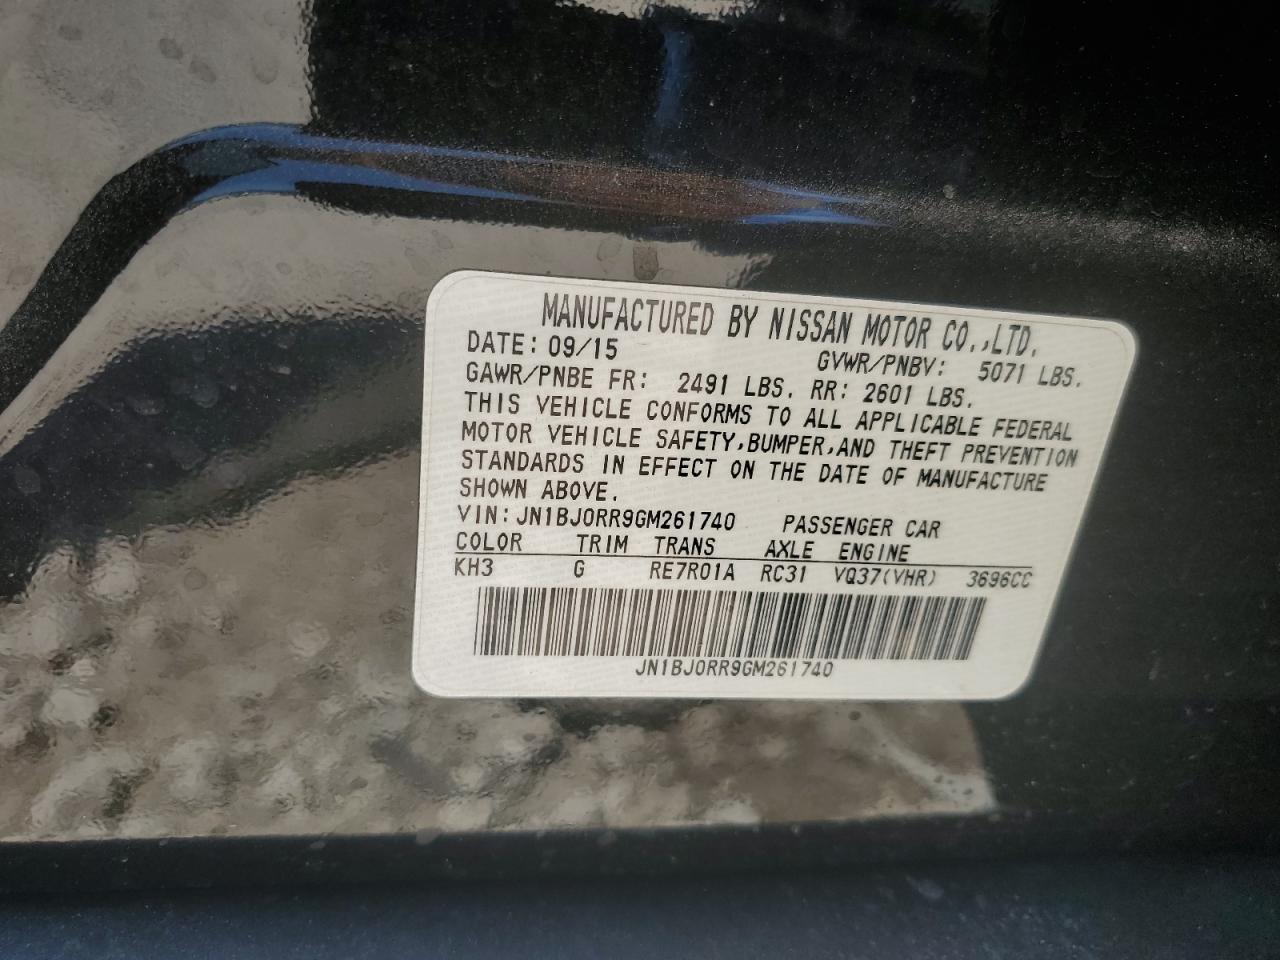 MANUFACTURED BY NISSAN MOTOR CO.,LTD.
DATE: 09/15 GVWR/PNBV: 5071 LBS.
GAWR/PNBE FR: 2491 LBS. RR: 2601 LBS.
THIS VEHICLE CONFORMS TO ALL APPLICABLE FEDERAL
MOTOR VEHICLE SAFETY,BUMPER,AND THEFT PREVENTION
STANDARDS IN EFFECT ON THE DATE OF MANUFACTURE
SHOWN ABOVE.
VIN: JN1BJ0RR9GM261740 PASSENGER CAR
COLOR TRIM TRANS AXLE ENGINE
KH3 G RE7R01A RC31 VQ37(VHR) 3696CC
JN1BJ0RR9GM261740